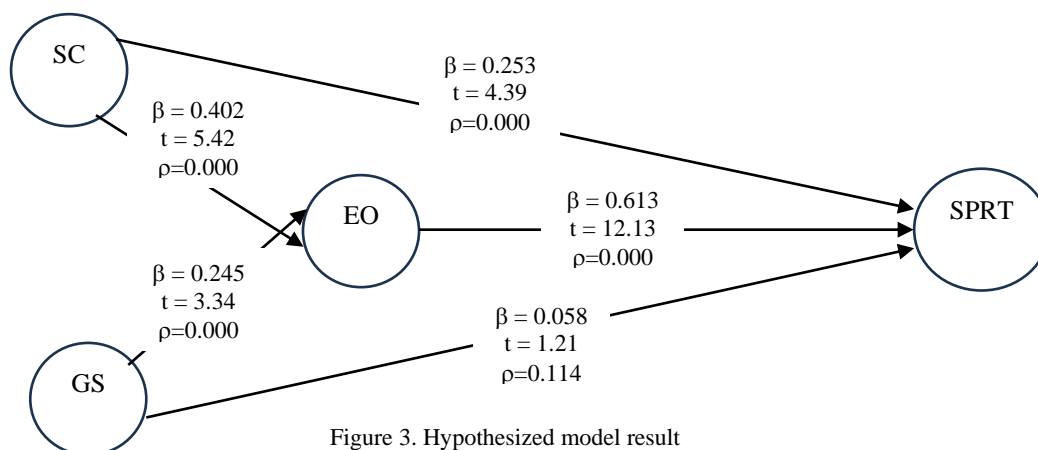 SC
β = 0.253
t = 4.39
ρ=0.000
β = 0.402
t = 5.42
ρ=0.000
EO
β = 0.613
t = 12.13
ρ=0.000
SPRT
β = 0.245
t = 3.34
ρ=0.000
β = 0.058
t = 1.21
ρ=0.114
GS
Figure 3. Hypothesized model result